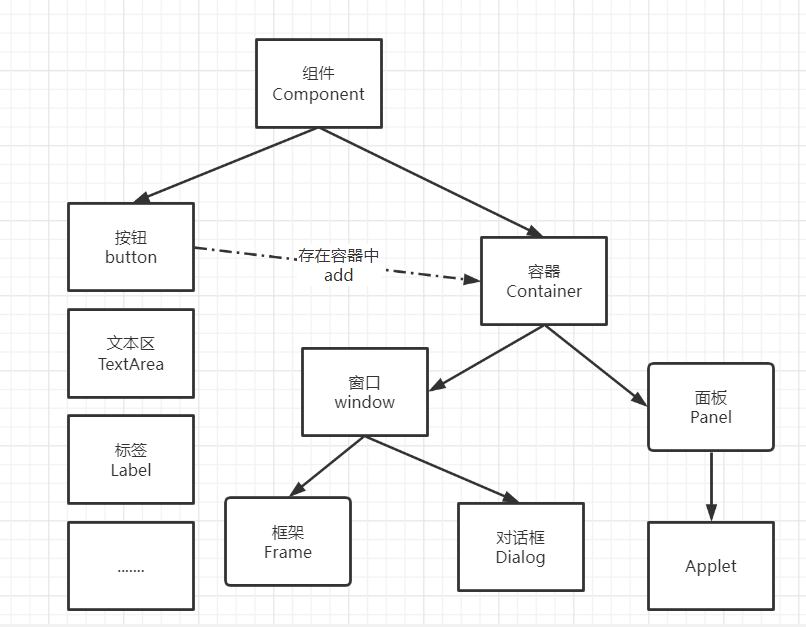 组件
Component
按钮
button
存在容器中
add
容器
Container
文本区
TextArea
窗口
window
面板
Panel
标签
Label
框架
Frame
对话框
Dialog
.......
Applet